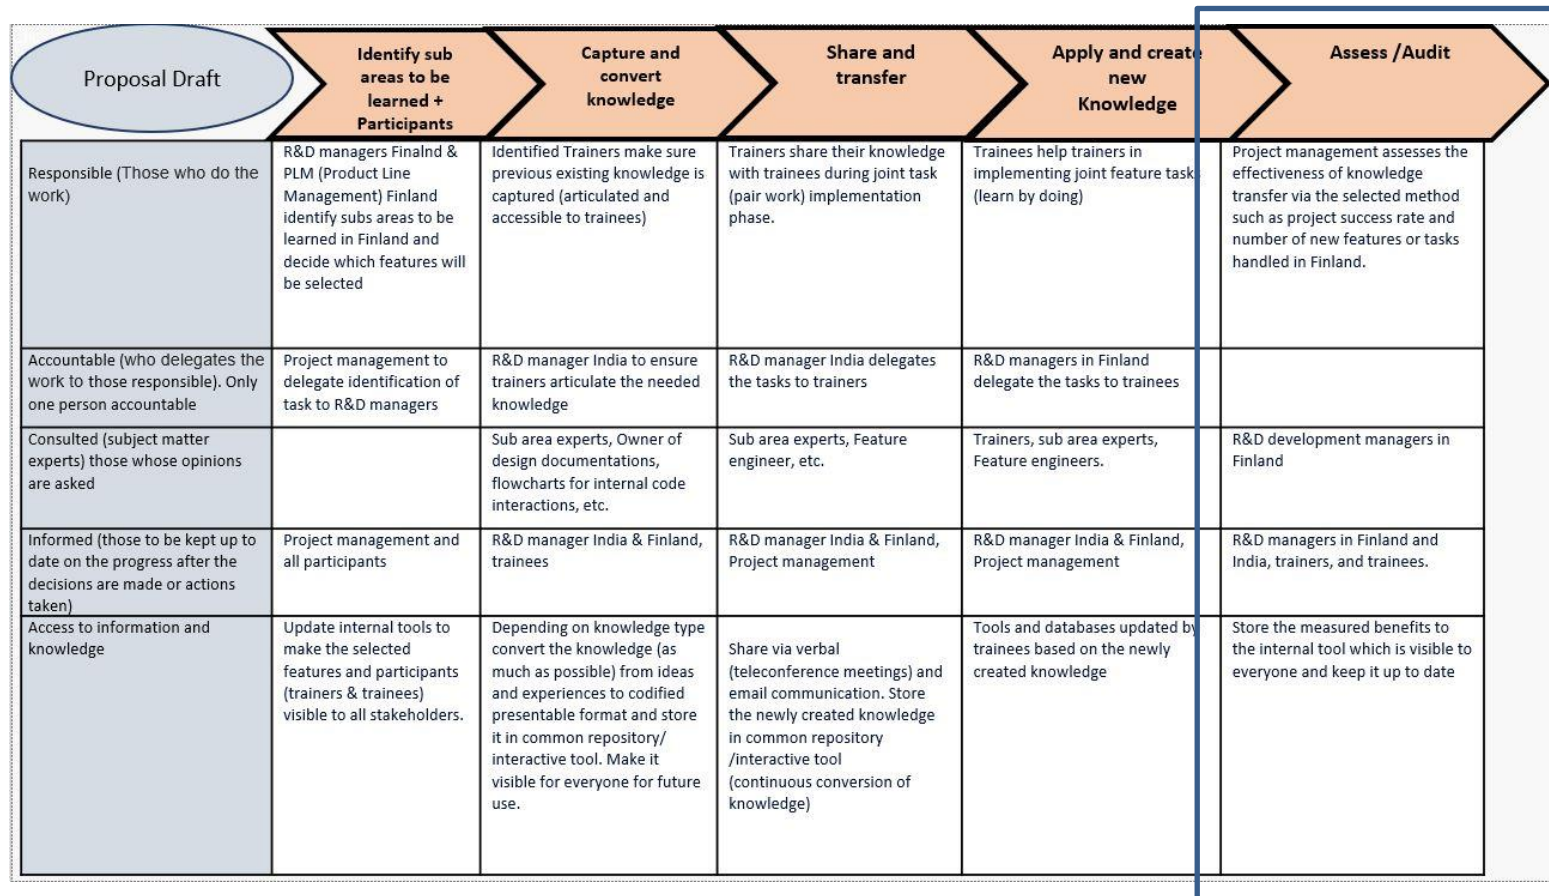 Proposal Draft
Identify sub
areas to be
learned +
Participants
Capture and
convert
knowledge
Share and
transfer
Apply and create
new
Knowledge
Assess /Audit
Responsible (Those who do the
work)
R&D managers Finalnd &
PLM (Product Line
Management) Finland
identify subs areas to be
learned in Finland and
decide which features will
be selected
Identified Trainers make sure
previous existing knowledge is
captured (articulated and
accessible to trainees)
Trainers share their knowledge
with trainees during joint task
(pair work) implementation
phase.
Trainees help trainers in
implementing joint feature tasks
(learn by doing)
Project management assesses the
effectiveness of knowledge
transfer via the selected method
such as project success rate and
number of new features or tasks
handled in Finland.
Accountable (who delegates the
work to those responsible). Only
one person accountable
Project management to
delegate identification of
task to R&D managers
R&D manager India to ensure
trainers articulate the needed
knowledge
R&D manager India delegates
the tasks to trainers
R&D managers in Finland
delegate the tasks to trainees
Consulted (subject matter
experts) those whose opinions
are asked
Sub area experts, Owner of
design documentations,
flowcharts for internal code
interactions, etc.
Sub area experts, Feature
engineer, etc.
Trainers, sub area experts,
Feature engineers.
R&D development managers in
Finland
Informed (those to be kept up to
date on the progress after the
decisions are made or actions
taken)
Project management and
all participants
R&D manager India & Finland,
trainees
R&D manager India & Finland,
Project management
R&D manager India & Finland,
Project management
R&D managers in Finland and
India, trainers, and trainees.
Access to information and
knowledge
Update internal tools to
make the selected
features and participants
(trainers & trainees)
visible to all stakeholders.
Depending on knowledge type
convert the knowledge (as
much as possible) from ideas
and experiences to codified
presentable format and store
it in common repository/
interactive tool. Make it
visible for everyone for future
use.
Share via verbal
(teleconference meetings) and
email communication. Store
the newly created knowledge
in common repository
/interactive tool
(continuous conversion of
knowledge)
Tools and databases updated by
trainees based on the newly
created knowledge
Store the measured benefits to
the internal tool which is visible to
everyone and keep it up to date